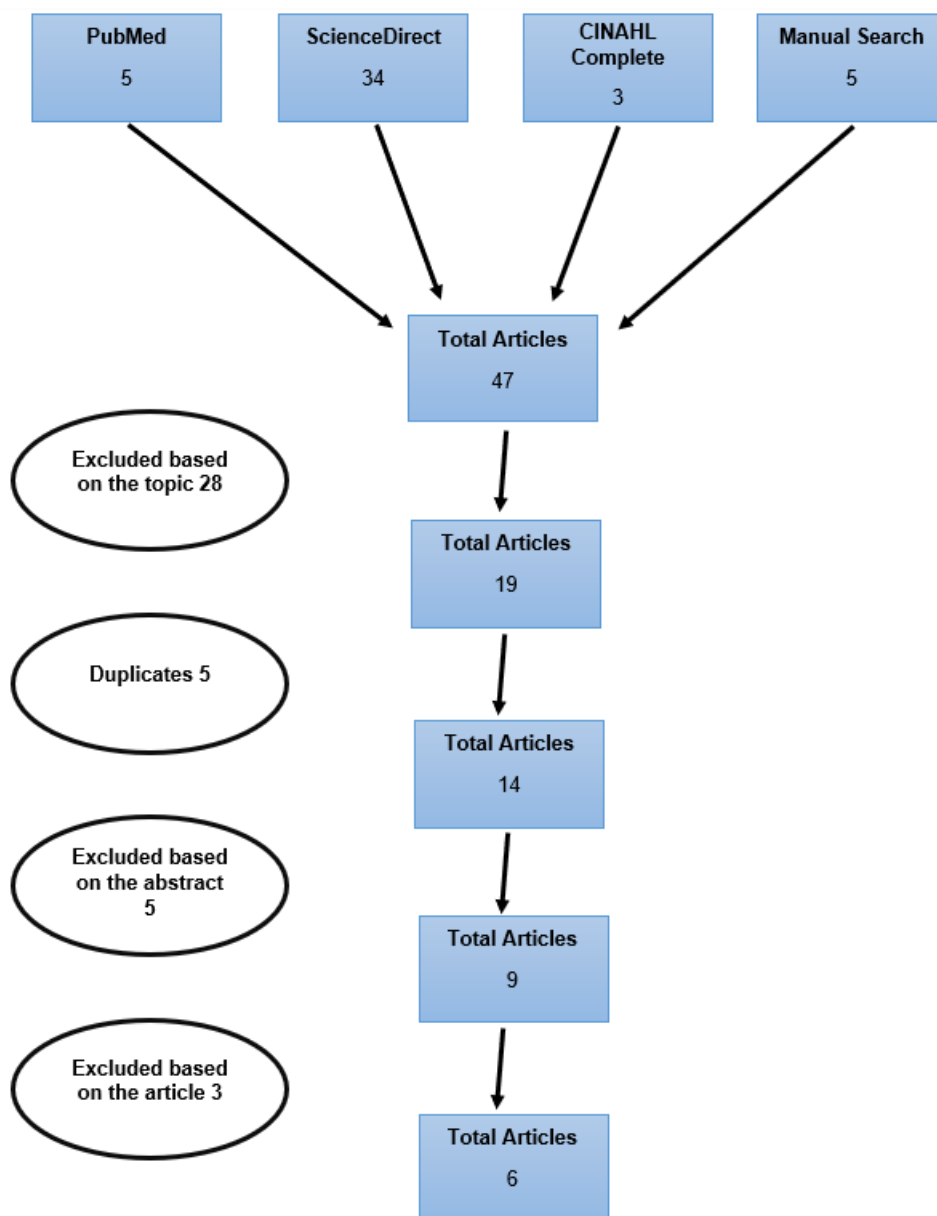 PubMed
5
ScienceDirect
34
CINAHL
Complete
3
Manual Search
5
Total Articles
47
Excluded based
on the topic 28
Total Articles
19
Duplicates 5
Total Articles
14
Excluded based
on the abstract
5
Total Articles
9
Excluded based
on the article 3
Total Articles
6